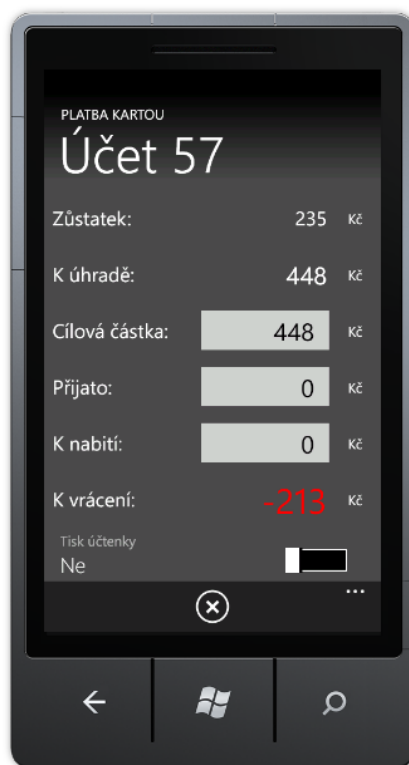 PLATBA KARTOU
Účet 57
Zůstatek: 235 Kč
K úhradě: 448 Kč
Cílová částka: 448 Kč
Přijato: 0 Kč
K nabití: 0 Kč
K vrácení: -213 Kč
Tisk účtenky
Ne